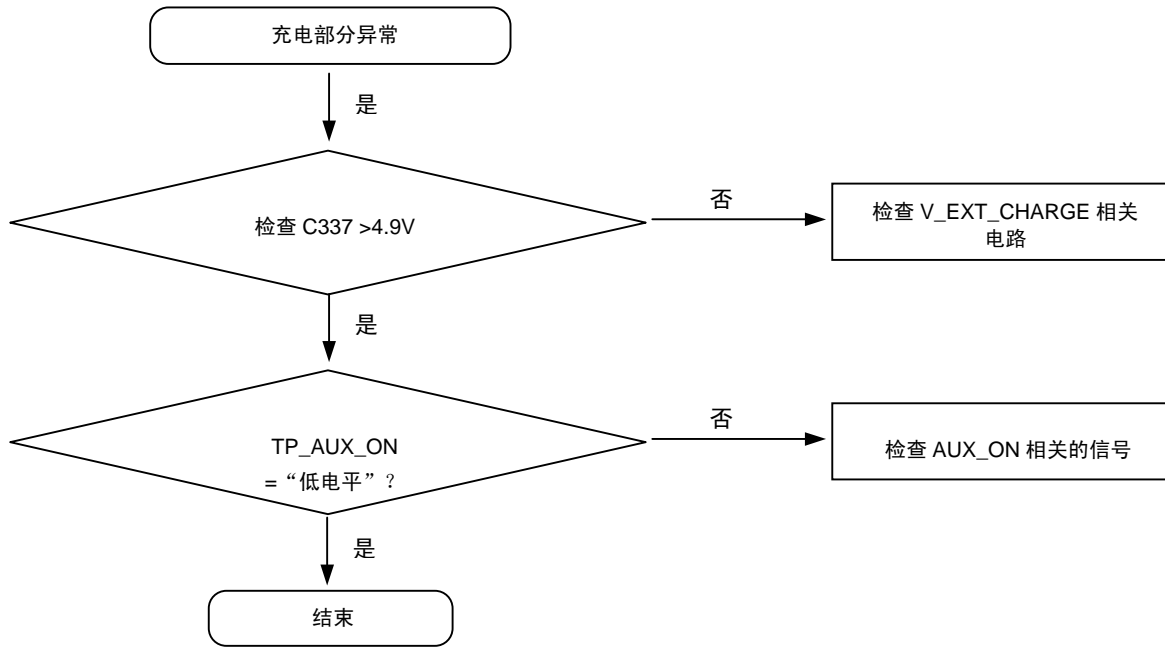 充电部分异常
是
检查 C337 >4.9V
否
检查 V_EXT_CHARGE 相关
电路
是
TP_AUX_ON
=“低电平”?
否
检查 AUX_ON 相关的信号
是
结束